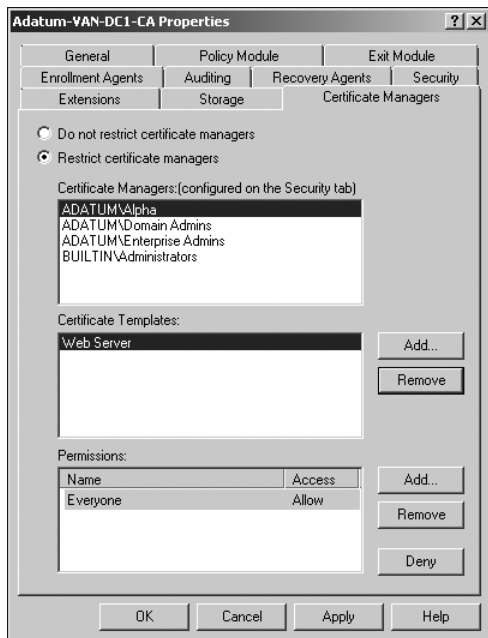 Adatum-VAN-DC1-CA Properties
General Policy Module Exit Module
Enrollment Agents Auditing Recovery Agents Security
Extensions Storage Certificate Managers
Do not restrict certificate managers
Restrict certificate managers
Certificate Managers:(configured on the Security tab)
ADATUM\Alpha
ADATUM\Domain Admins
ADATUM\Enterprise Admins
BUILTIN\Administrators
Certificate Templates:
Web Server
Add...
Remove
Permissions:
Name Access
Everyone Allow
Add...
Remove
Deny
OK Cancel Apply Help